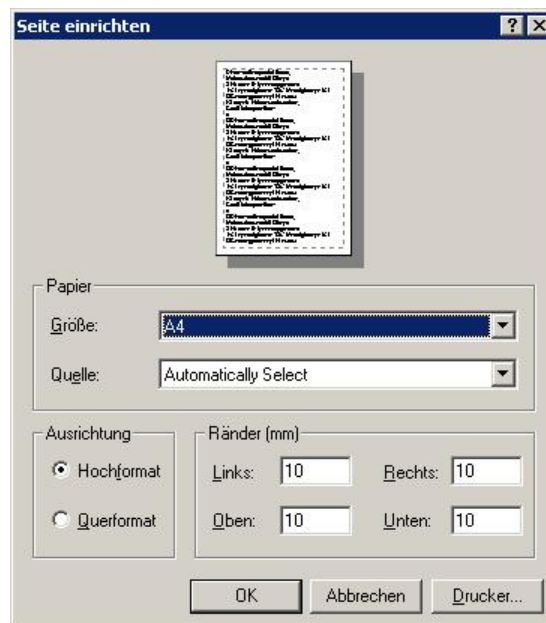 Seite einrichten
Papier
Größe: A4
Quelle: Automatically Select
Ausrichtung
Hochformat
Querformat
Ränder (mm)
Links: 10 Rechts: 10
Oben: 10 Unten: 10
OK Abbrechen Drucker...